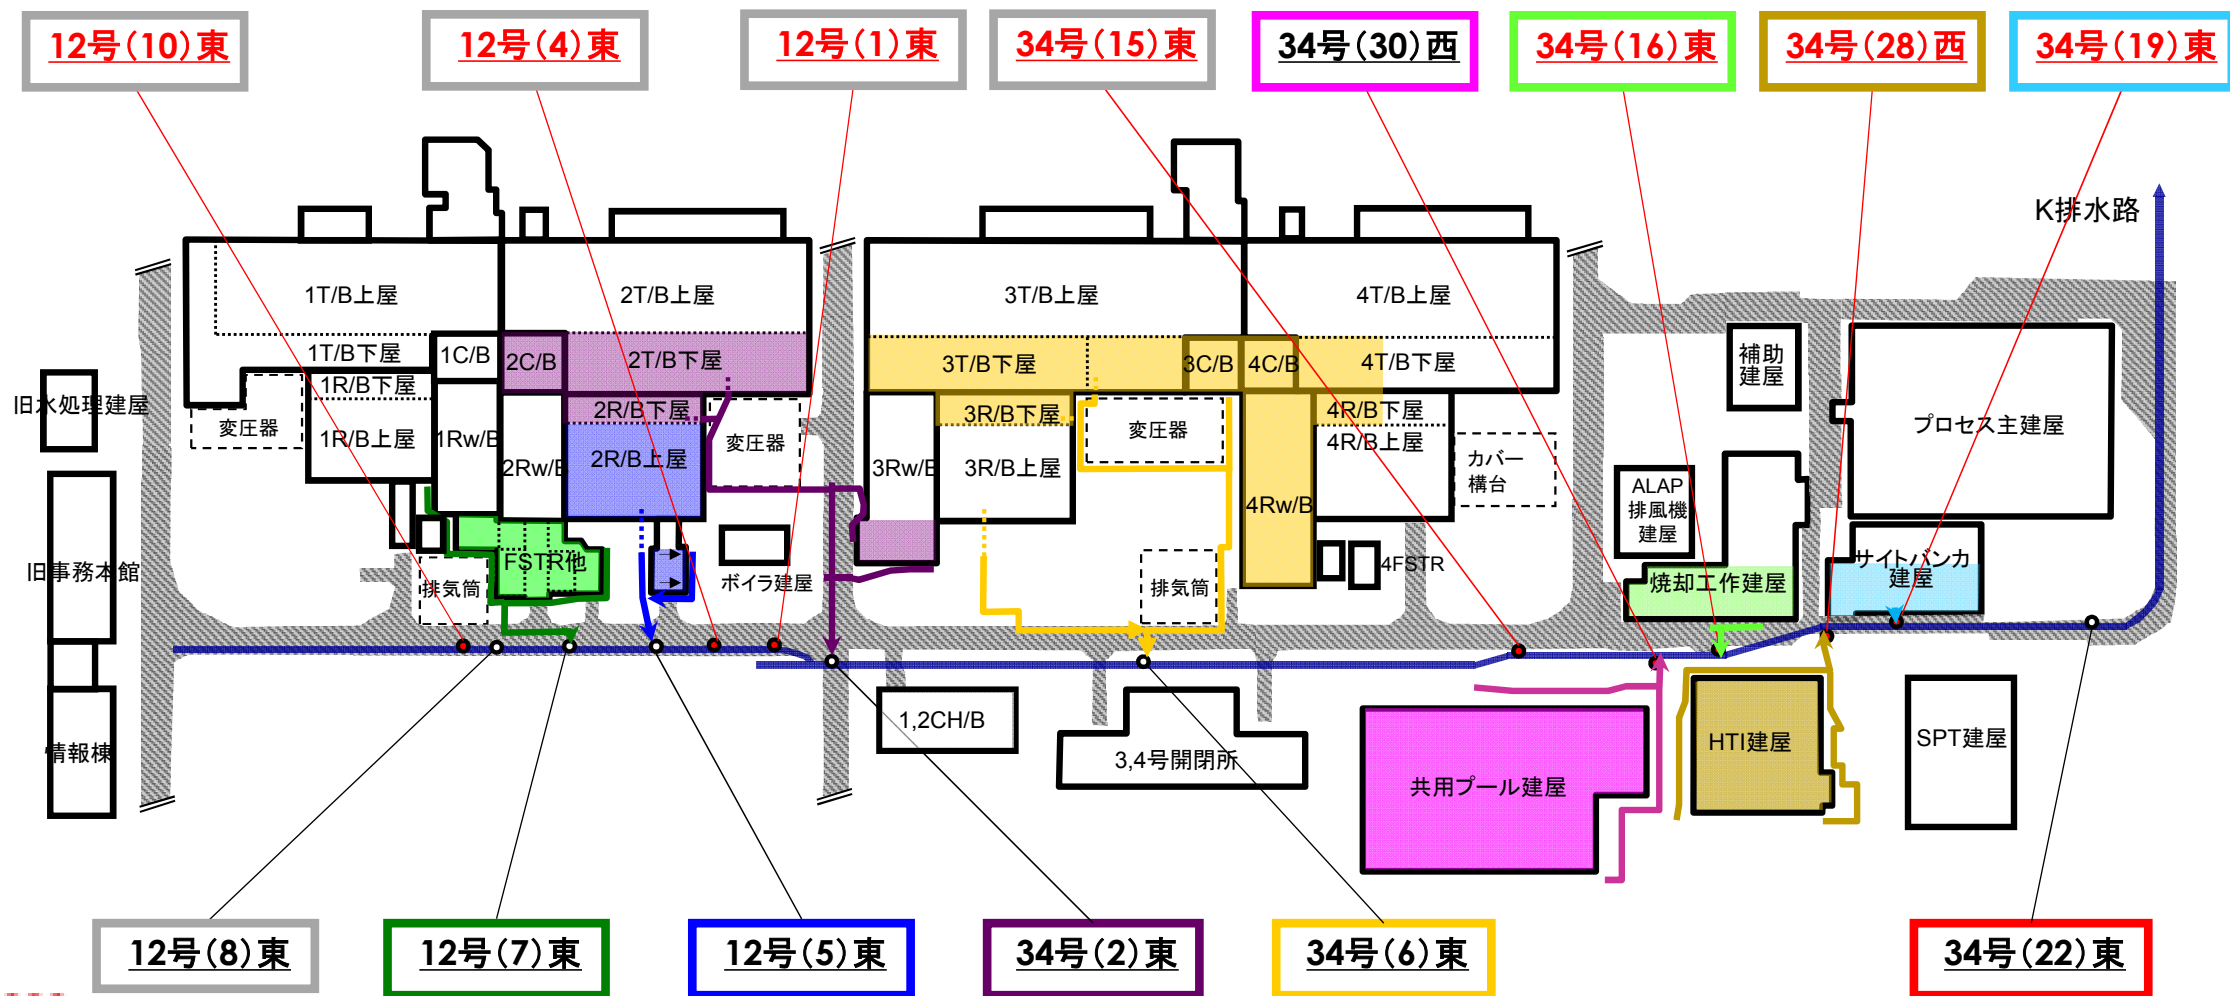 12号(10)東
12号(4)東
12号(1)東
34号(15)東
34号(30)西
34号(16)東
34号(28)西
34号(19)東
K排水路
1T/B上屋
2T/B上屋
3T/B上屋
4T/B上屋
1T/B下屋
1C/B
2C/B
2T/B下屋
3T/B下屋
3C/B
4C/B
4T/B下屋
補助
建屋
旧水処理建屋
変圧器
1R/B下屋
1R/B上屋
1Rw/B
2Rw/B
2R/B下屋
2R/B上屋
変圧器
3Rw/B
3R/B下屋
3R/B上屋
変圧器
4Rw/B
4R/B下屋
4R/B上屋
カバー
構台
ALAP
排風機
建屋
プロセス主建屋
旧事務本館
排気筒
FSTR他
ボイラ建屋
排気筒
4FSTR
焼却工作建屋
サイトバンカ
建屋
情報棟
1,2CH/B
3,4号開閉所
共用プール建屋
HTI建屋
SPT建屋
12号(8)東
12号(7)東
12号(5)東
34号(2)東
34号(6)東
34号(22)東